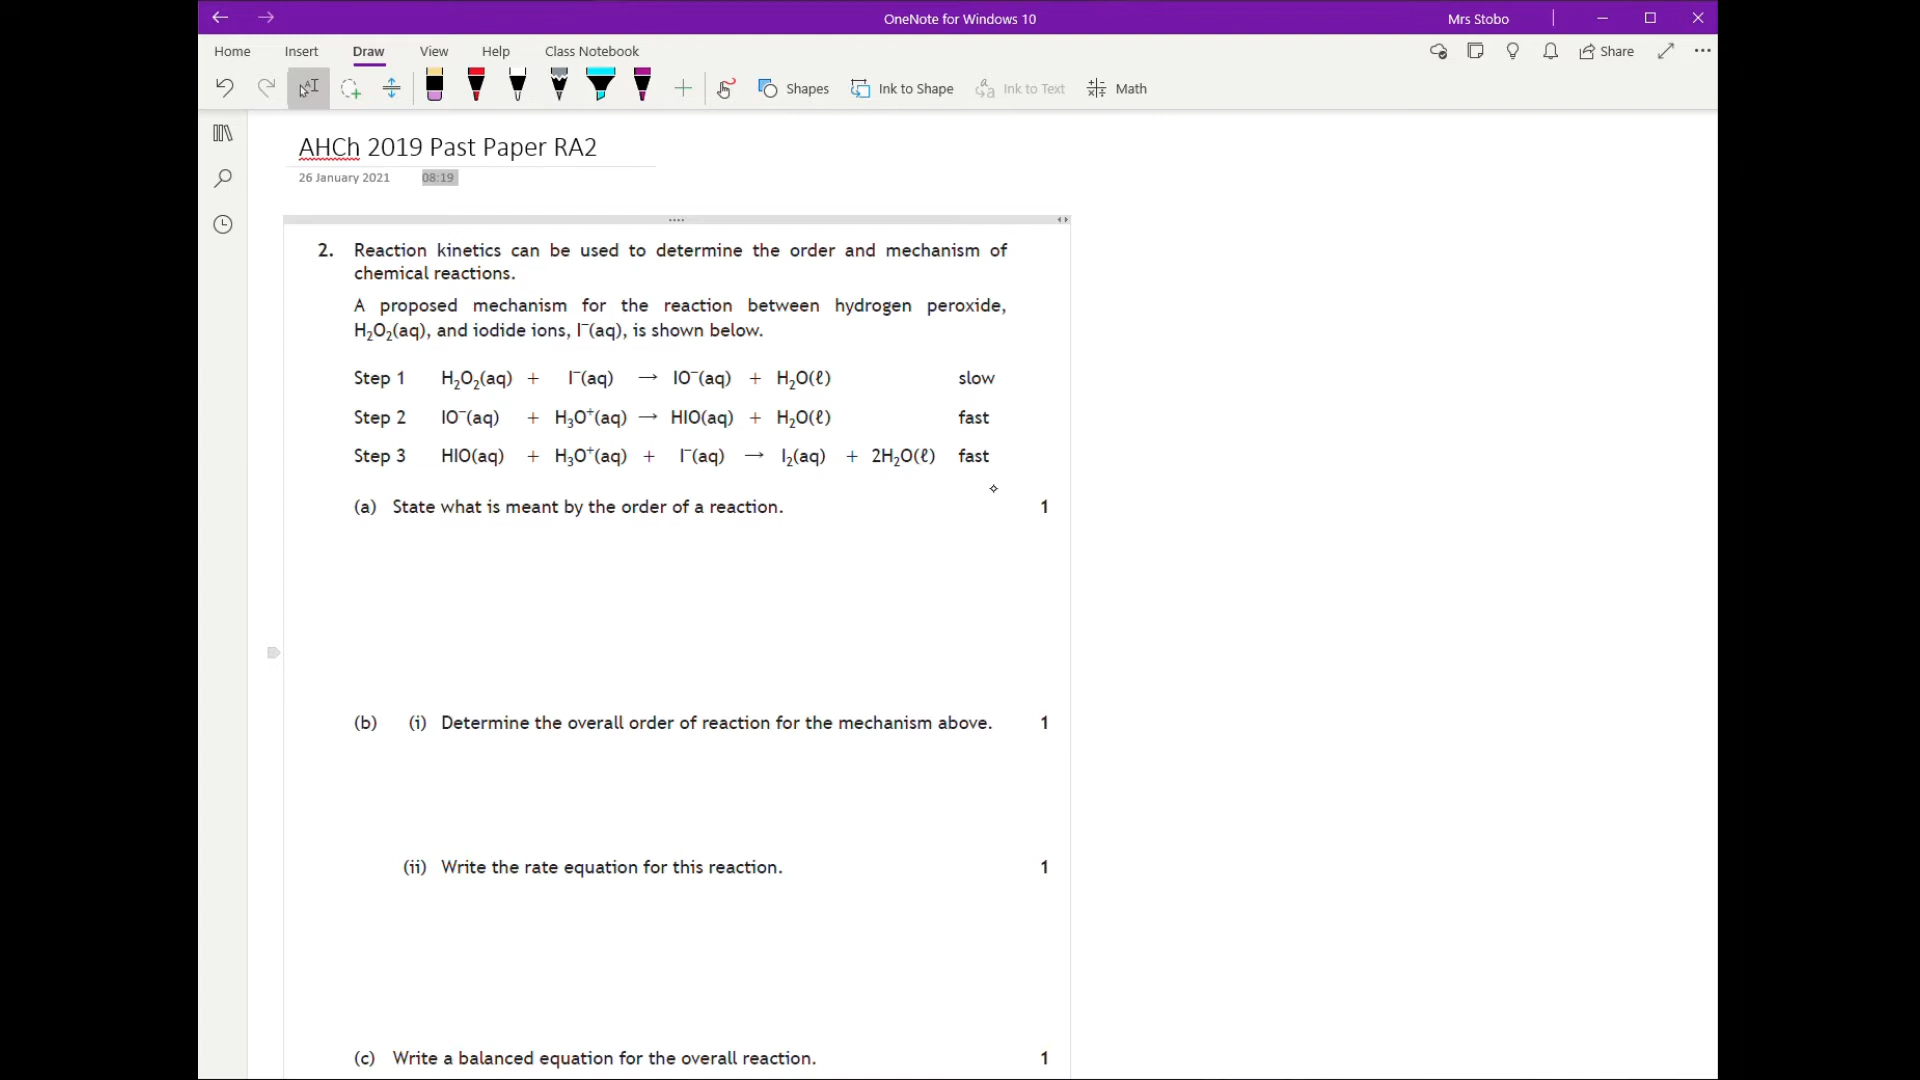 OneNote for Windows 10
Mrs Stobo
Home Insert Draw View Help Class Notebook
Share
Shapes Ink to Shape Ink to Text Math
AHCh 2019 Past Paper RA2
26 January 2021 08:19
2. Reaction kinetics can be used to determine the order and mechanism of
chemical reactions.
A proposed mechanism for the reaction between hydrogen peroxide,
H₂O₂(aq), and iodide ions, I⁻(aq), is shown below.
Step 1 H₂O₂(aq) + I⁻(aq) → IO⁻(aq) + H₂O(ℓ) slow
Step 2 IO⁻(aq) + H₃O⁺(aq) → HIO(aq) + H₂O(ℓ) fast
Step 3 HIO(aq) + H₃O⁺(aq) + I⁻(aq) → I₂(aq) + 2H₂O(ℓ) fast
(a) State what is meant by the order of a reaction. 1
(b) (i) Determine the overall order of reaction for the mechanism above. 1
(ii) Write the rate equation for this reaction. 1
(c) Write a balanced equation for the overall reaction. 1